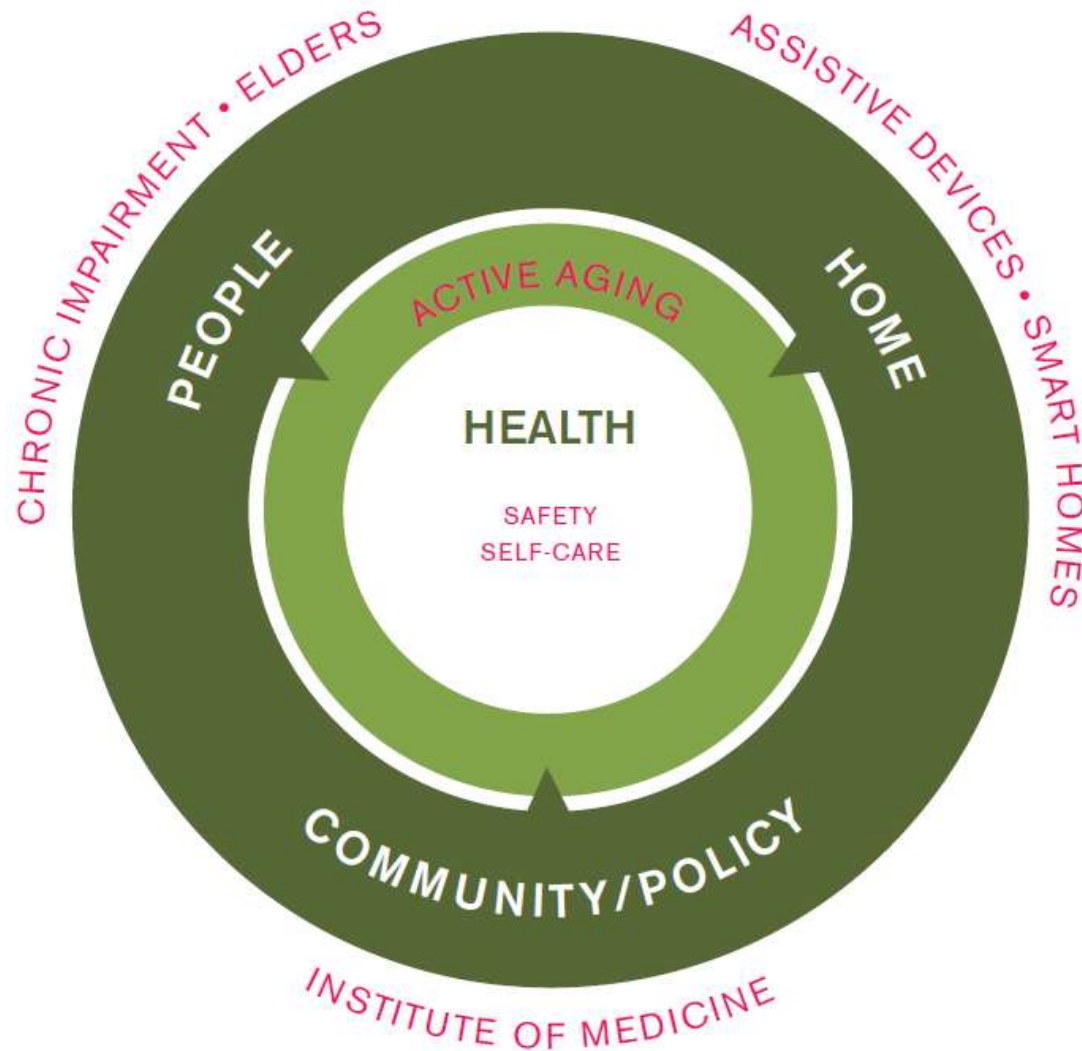 CHRONIC IMPAIRMENT • ELDERS
ASSISTIVE DEVICES • SMART HOMES
PEOPLE
HOME
ACTIVE AGING
HEALTH
SAFETY
SELF-CARE
COMMUNITY/POLICY
INSTITUTE OF MEDICINE